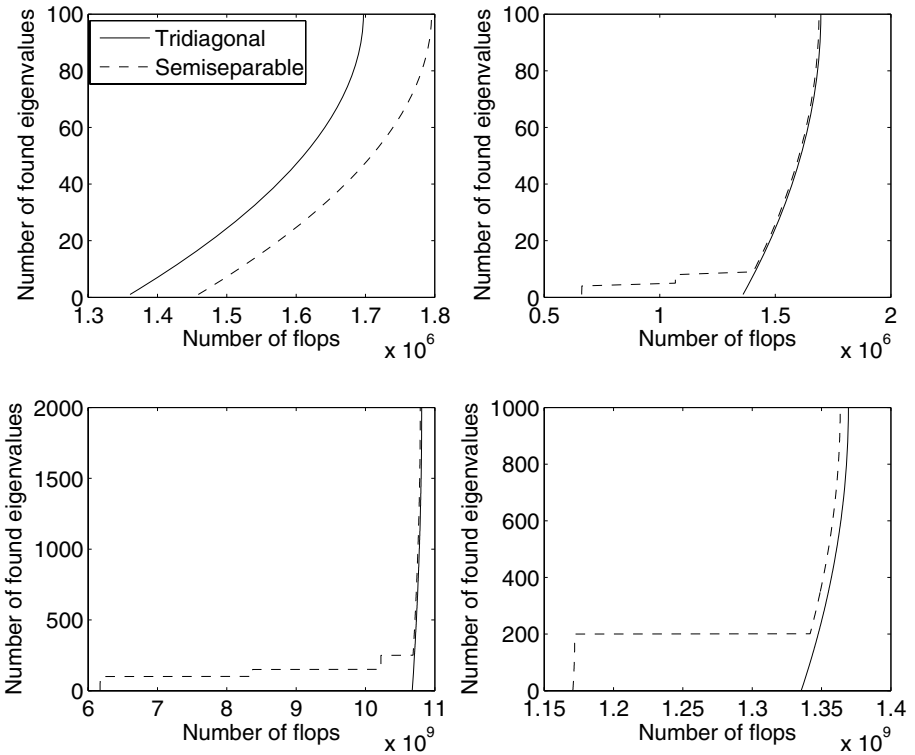 100
80
60
40
20
0
Number of found eigenvalues
Tridiagonal
Semiseparable
1.3 1.4 1.5 1.6 1.7 1.8
Number of flops
x 10^6
100
80
60
40
20
0
Number of found eigenvalues
0.5 1 1.5 2
Number of flops
x 10^6
2000
1500
1000
500
0
Number of found eigenvalues
6 7 8 9 10 11
Number of flops
x 10^9
1000
800
600
400
200
0
Number of found eigenvalues
1.15 1.2 1.25 1.3 1.35 1.4
Number of flops
x 10^9